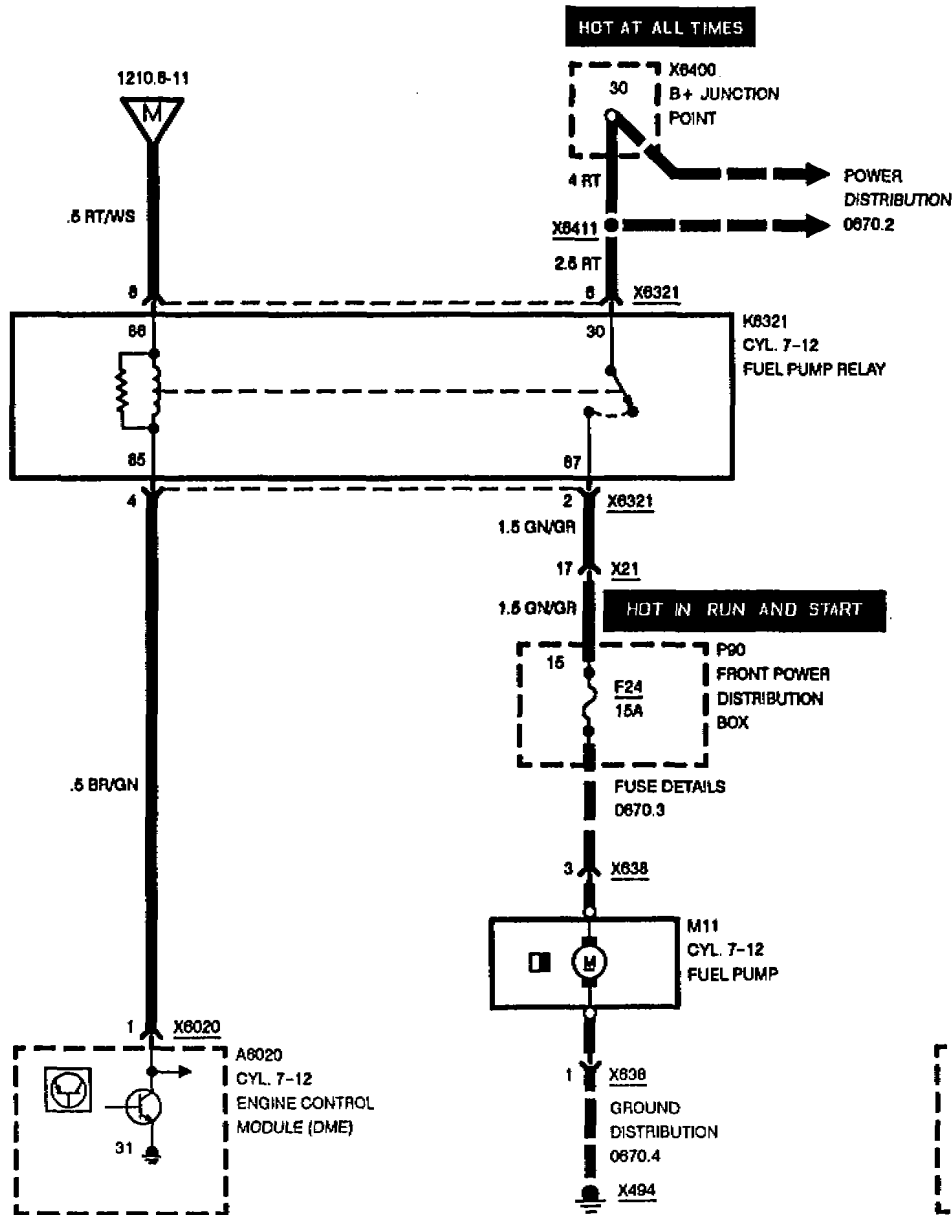 HOT AT ALL TIMES
1210.6-11
M
30
X6400
B+ JUNCTION
POINT
4 RT
POWER
DISTRIBUTION
0670.2
.5 RT/WS
X6411
2.5 RT
8
6
X6321
86
30
K6321
CYL. 7-12
FUEL PUMP RELAY
85
87
4
2
X6321
1.5 GN/GR
17
X21
1.5 GN/GR
HOT IN RUN AND START
15
P90
FRONT POWER
DISTRIBUTION
BOX
F24
15A
.5 BR/GN
FUSE DETAILS
0670.3
3
X638
M11
CYL. 7-12
FUEL PUMP
M
1
X6020
A6020
CYL. 7-12
ENGINE CONTROL
MODULE (DME)
31
1
X638
GROUND
DISTRIBUTION
0670.4
X494